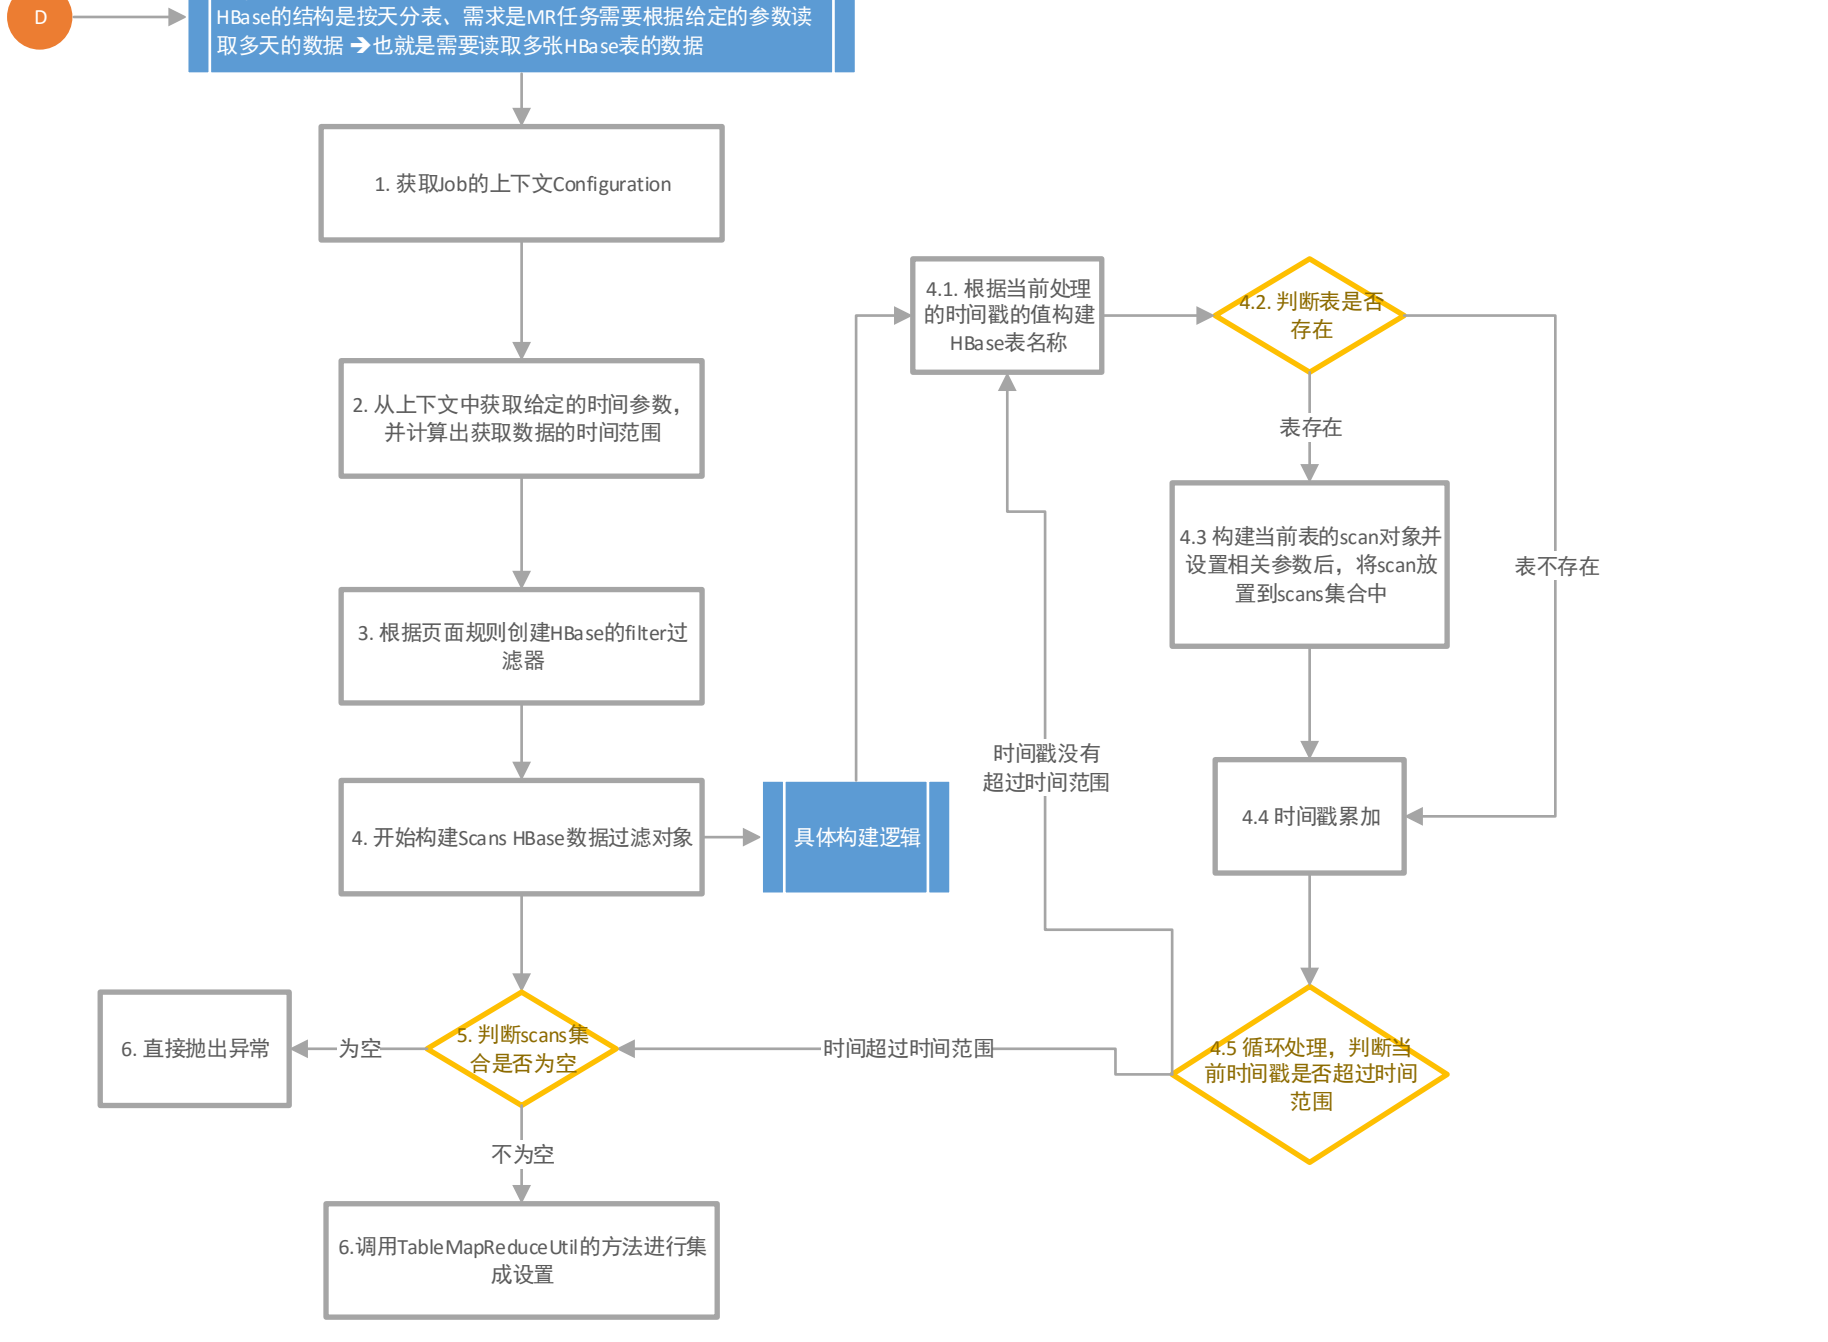 D
HBase的结构是按天分表、需求是MR任务需要根据给定的参数读
取多天的数据 ➔也就是需要读取多张HBase表的数据
1. 获取Job的上下文Configuration
2. 从上下文中获取给定的时间参数，
并计算出获取数据的时间范围
3. 根据页面规则创建HBase的filter过
滤器
4. 开始构建Scans HBase数据过滤对象
具体构建逻辑
4.1. 根据当前处理
的时间戳的值构建
HBase表名称
4.2. 判断表是否
存在
表存在
表不存在
4.3 构建当前表的scan对象并
设置相关参数后，将scan放
置到scans集合中
4.4 时间戳累加
4.5 循环处理，判断当
前时间戳是否超过时间
范围
时间戳没有
超过时间范围
时间超过时间范围
5. 判断scans集
合是否为空
为空
6. 直接抛出异常
不为空
6.调用TableMapReduceUtil的方法进行集
成设置